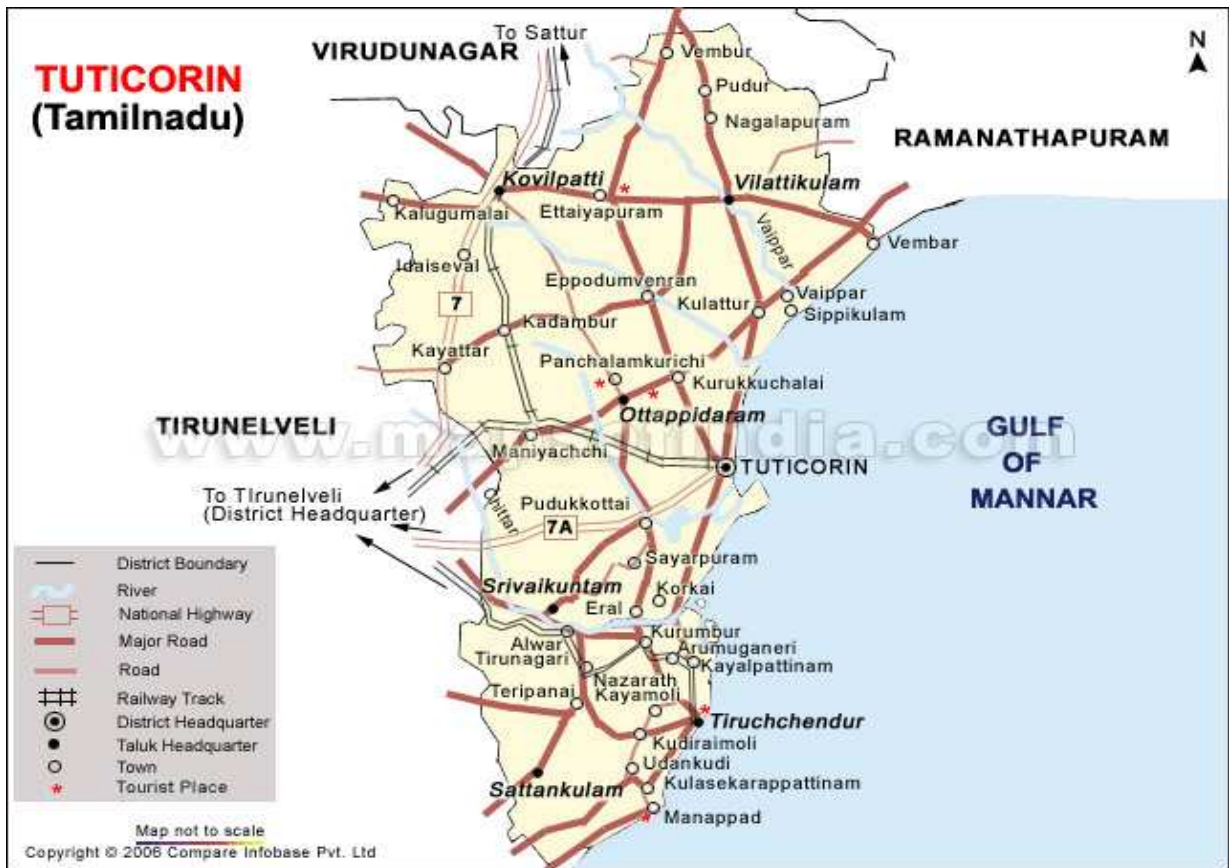 TUTICORIN
(Tamilnadu)
VIRUDUNAGAR
To Sattur
N
Vembur
Pudur
Nagalapuram
RAMANATHAPURAM
Kovilpatti
Vilattikulam
Kalugumalai
Ettaiyapuram
Vaippar
Vembar
Idaiseval
Eppodumvenran
7
Kulattur
Vaippar
Sippikulam
Kadambur
Kayattar
Panchalamkurichi
Kurukkuchalai
Ottappidaram
TIRUNELVELI
GULF
OF
MANNAR
Maniyachchi
TUTICORIN
To TIrunelveli
(District Headquarter)
Chittar
Pudukkottai
7A
Sayarpuram
Srivaikuntam
Korkai
Eral
Alwar
Tirunagari
Kurumbur
Arumuganeri
Kayalpattinam
Nazarath
Kayamoli
Teripanai
Tiruchchendur
Kudiraimoli
Udankudi
Sattankulam
Kulasekarappattinam
Manappad
District Boundary
River
National Highway
Major Road
Road
Railway Track
District Headquarter
Taluk Headquarter
Town
Tourist Place
Map not to scale
Copyright © 2006 Compare Infobase Pvt. Ltd